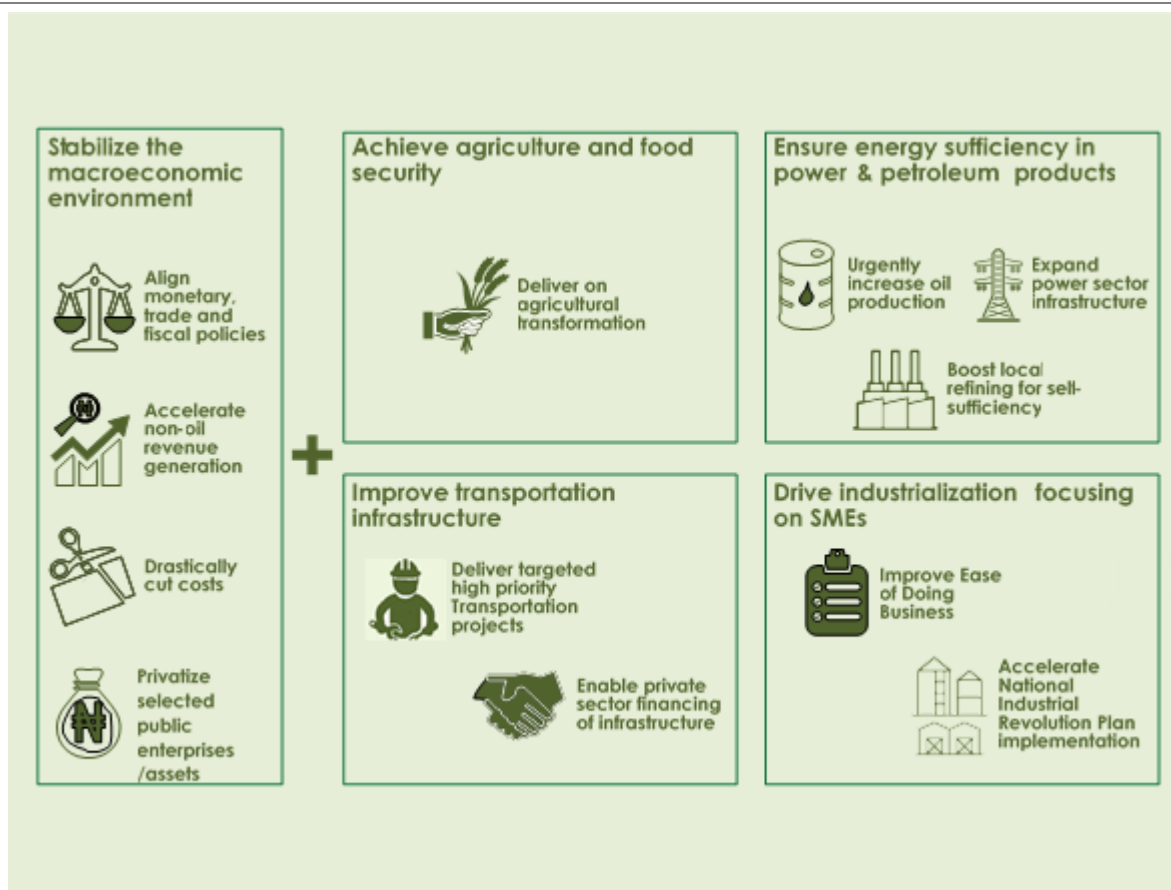 Stabilize the
macroeconomic
environment
Align
monetary,
trade and
fiscal policies
Accelerate
non-oil
revenue
generation
Drastically
cut costs
Privatize
selected
public
enterprises
/assets
Achieve agriculture and food
security
Deliver on
agricultural
transformation
Ensure energy sufficiency in
power & petroleum products
Urgently
increase oil
production
Expand
power sector
infrastructure
Boost local
refining for self-
sufficiency
Improve transportation
infrastructure
Deliver targeted
high priority
Transportation
projects
Enable private
sector financing
of infrastructure
Drive industrialization focusing
on SMEs
Improve Ease
of Doing
Business
Accelerate
National
Industrial
Revolution Plan
implementation